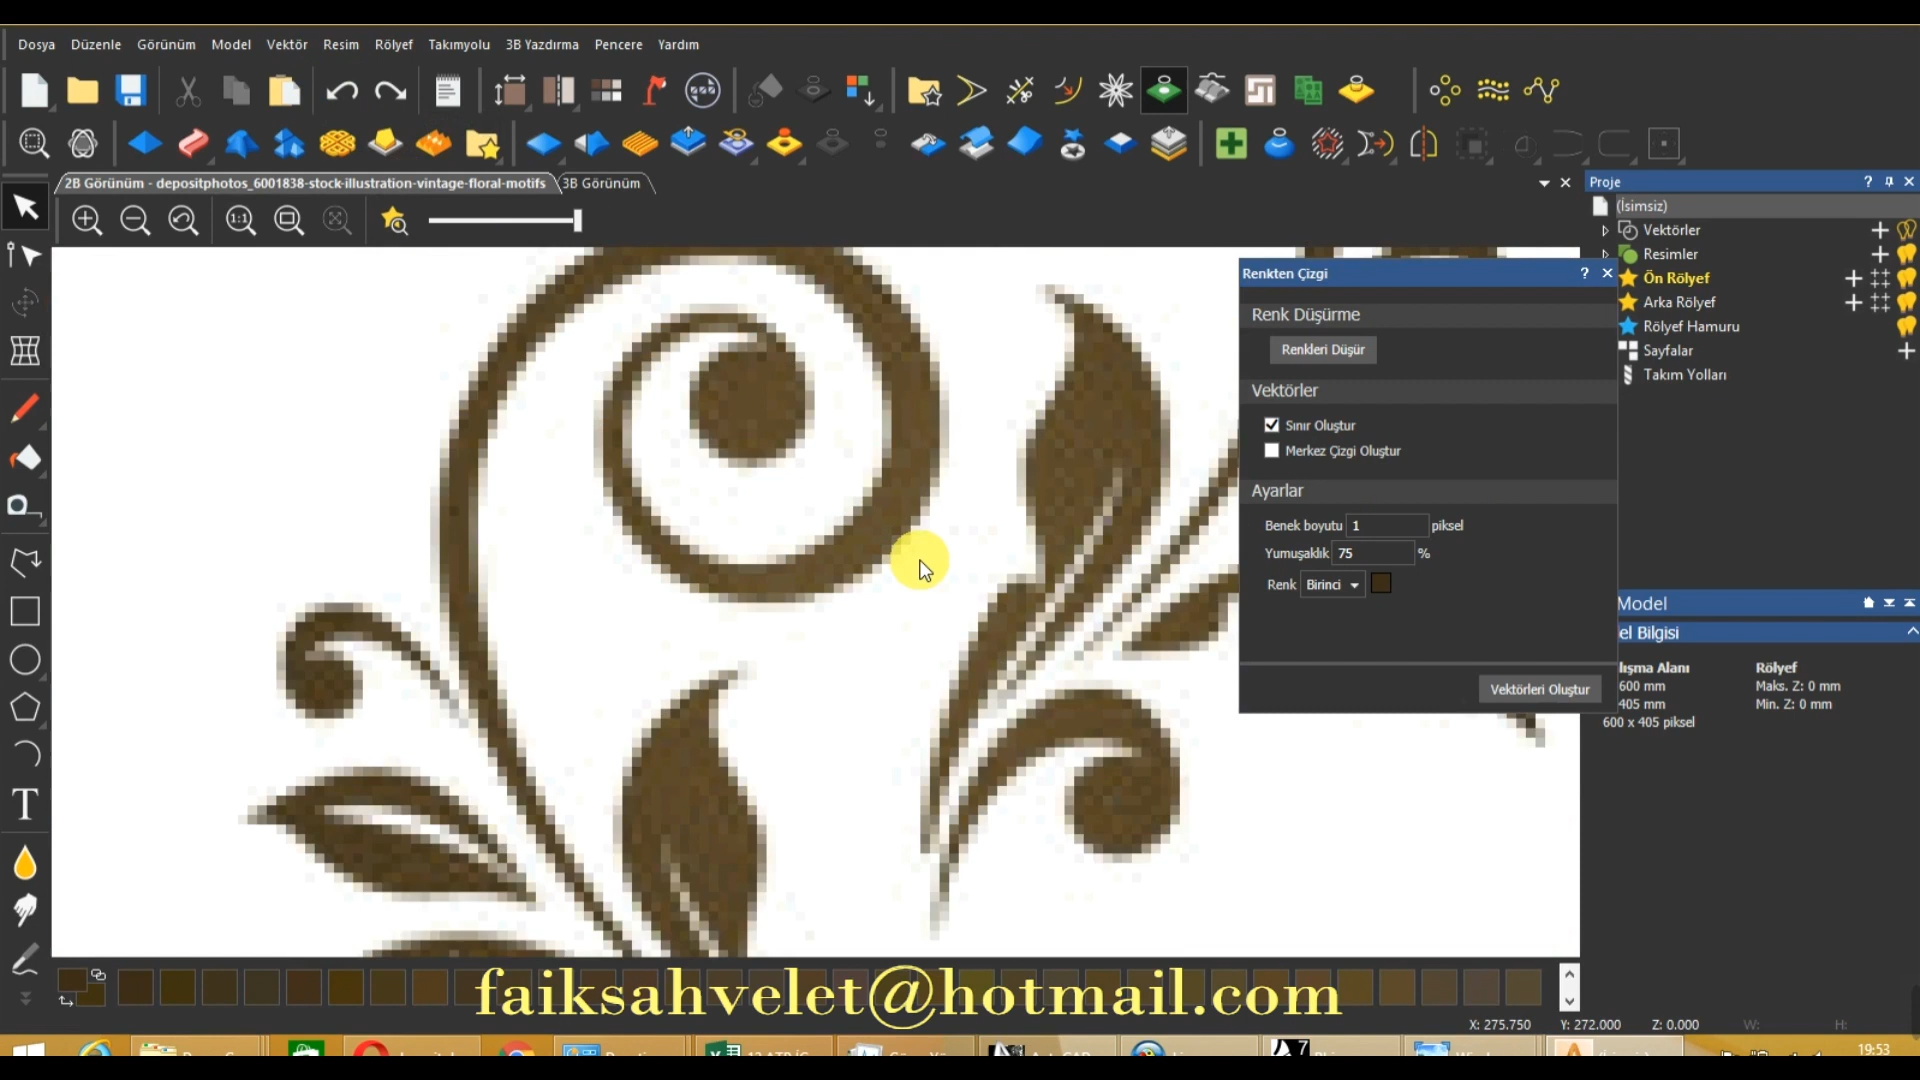 Dosya Düzenle Görünüm Model Vektör Resim Rölyef Takımyolu 3B Yazdırma Pencere Yardım
2B Görünüm - depositphotos_6001838-stock-illustration-vintage-floral-motifs 3B Görünüm
1:1
Proje
(İsimsiz)
Vektörler
Resimler
Ön Rölyef
Arka Rölyef
Rölyef Hamuru
Sayfalar
Takım Yolları
Renkten Çizgi
Renk Düşürme
Renkleri Düşür
Vektörler
Sınır Oluştur
Merkez Çizgi Oluştur
Ayarlar
Benek boyutu 1 piksel
Yumuşaklık 75 %
Renk Birinci
Vektörleri Oluştur
Model
el Bilgisi
lışma Alanı Rölyef
600 mm Maks. Z: 0 mm
405 mm Min. Z: 0 mm
600 x 405 piksel
faiksahvelet@hotmail.com
X: 275.750 Y: 272.000 Z: 0.000 W: H:
19:53